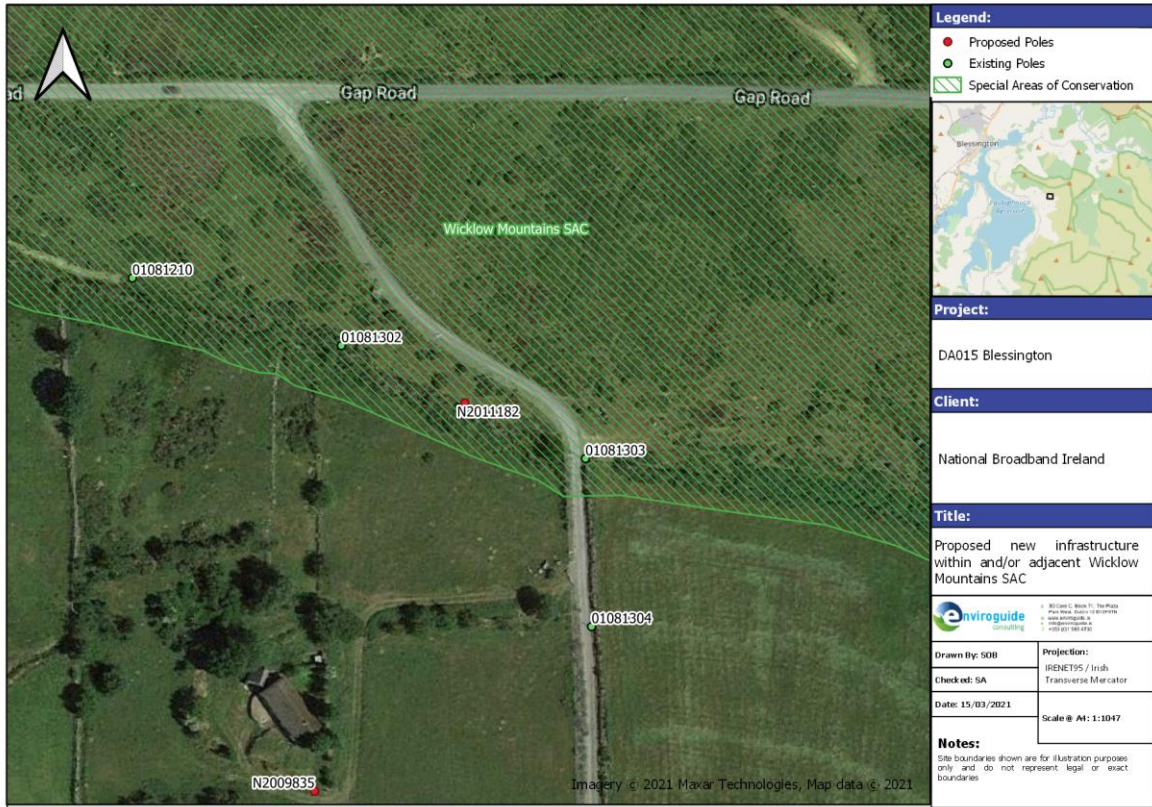 ad
Gap Road
Gap Road
Wicklow Mountains SAC
01081210
01081302
N2011182
01081303
01081304
N2009835
Imagery © 2021 Maxar Technologies, Map data © 2021
Legend:
Proposed Poles
Existing Poles
Special Areas of Conservation
Blessington
Project:
DA015 Blessington
Client:
National Broadband Ireland
Title:
Proposed new infrastructure
within and/or adjacent Wicklow
Mountains SAC
enviroguide
consulting
Drawn By: SOB
Checked: SA
Date: 15/03/2021
Projection:
IRENET95 / Irish
Transverse Mercator
Scale @ A4: 1:1047
Notes:
Site boundaries shown are for illustration purposes
only and do not represent legal or exact
boundaries